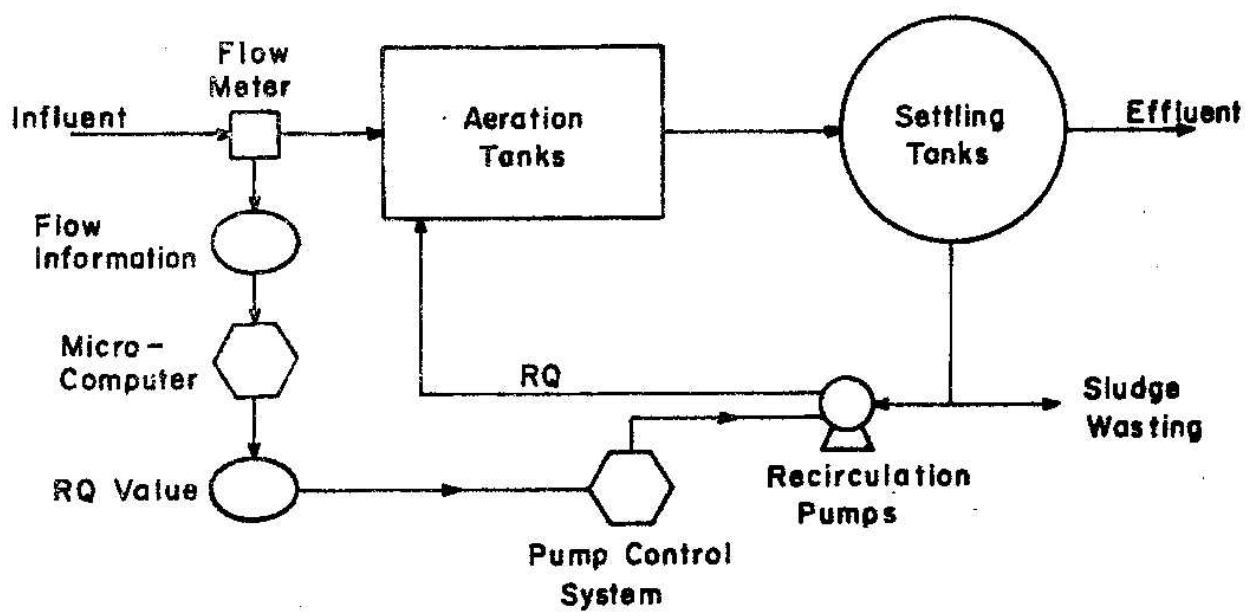 Flow
Meter
Influent
Aeration
Tanks
Settling
Tanks
Effluent
Flow
Information
Micro-
Computer
RQ
Sludge
Wasting
RQ Value
Recirculation
Pumps
Pump Control
System